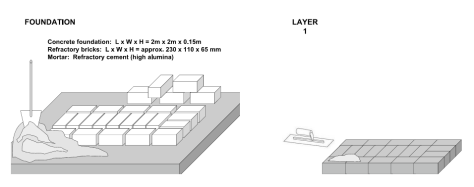 FOUNDATION
Concrete foundation: L x W x H = 2m x 2m x 0.15m
Refractory bricks: L x W x H = approx. 230 x 110 x 65 mm
Mortar: Refractory cement (high alumina)
LAYER
1